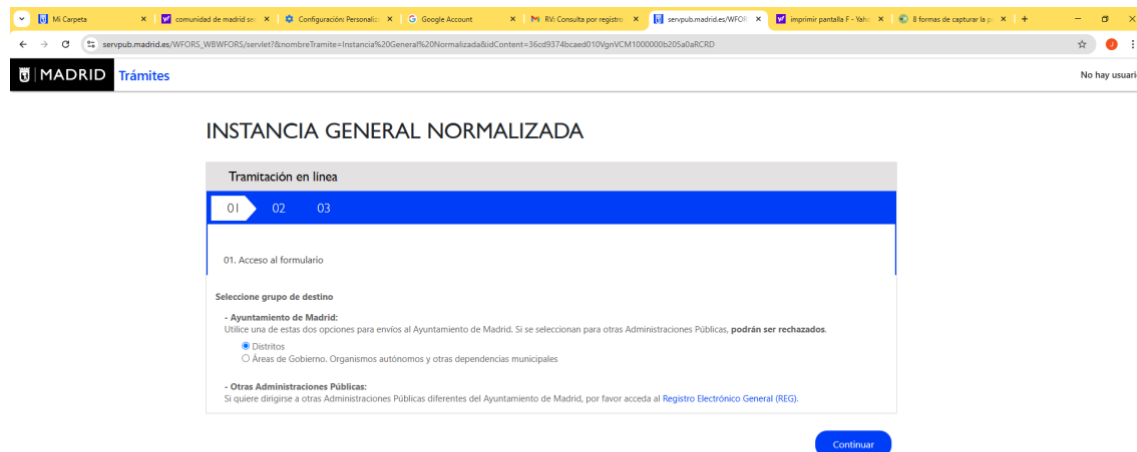 Mi Carpeta
comunidad de madrid se
Configuración: Personaliz
Google Account
RV: Consulta por registro
servpub.madrid.es/WFOR
imprimir pantalla F - Yaho
8 formas de capturar la p
servpub.madrid.es/WFORS_WBWFORS/servlet?&nombreTramite=Instancia%20General%20Normalizada&idContent=36cd9374bcaed010VgnVCM1000000b205a0aRCRD
J
MADRID Trámites
No hay usuari
INSTANCIA GENERAL NORMALIZADA
Tramitación en línea
01 02 03
01. Acceso al formulario
Seleccione grupo de destino
- Ayuntamiento de Madrid:
Utilice una de estas dos opciones para envíos al Ayuntamiento de Madrid. Si se seleccionan para otras Administraciones Públicas, podrán ser rechazados.
Distritos
Áreas de Gobierno. Organismos autónomos y otras dependencias municipales
- Otras Administraciones Públicas:
Si quiere dirigirse a otras Administraciones Públicas diferentes del Ayuntamiento de Madrid, por favor acceda al Registro Electrónico General (REG).
Continuar